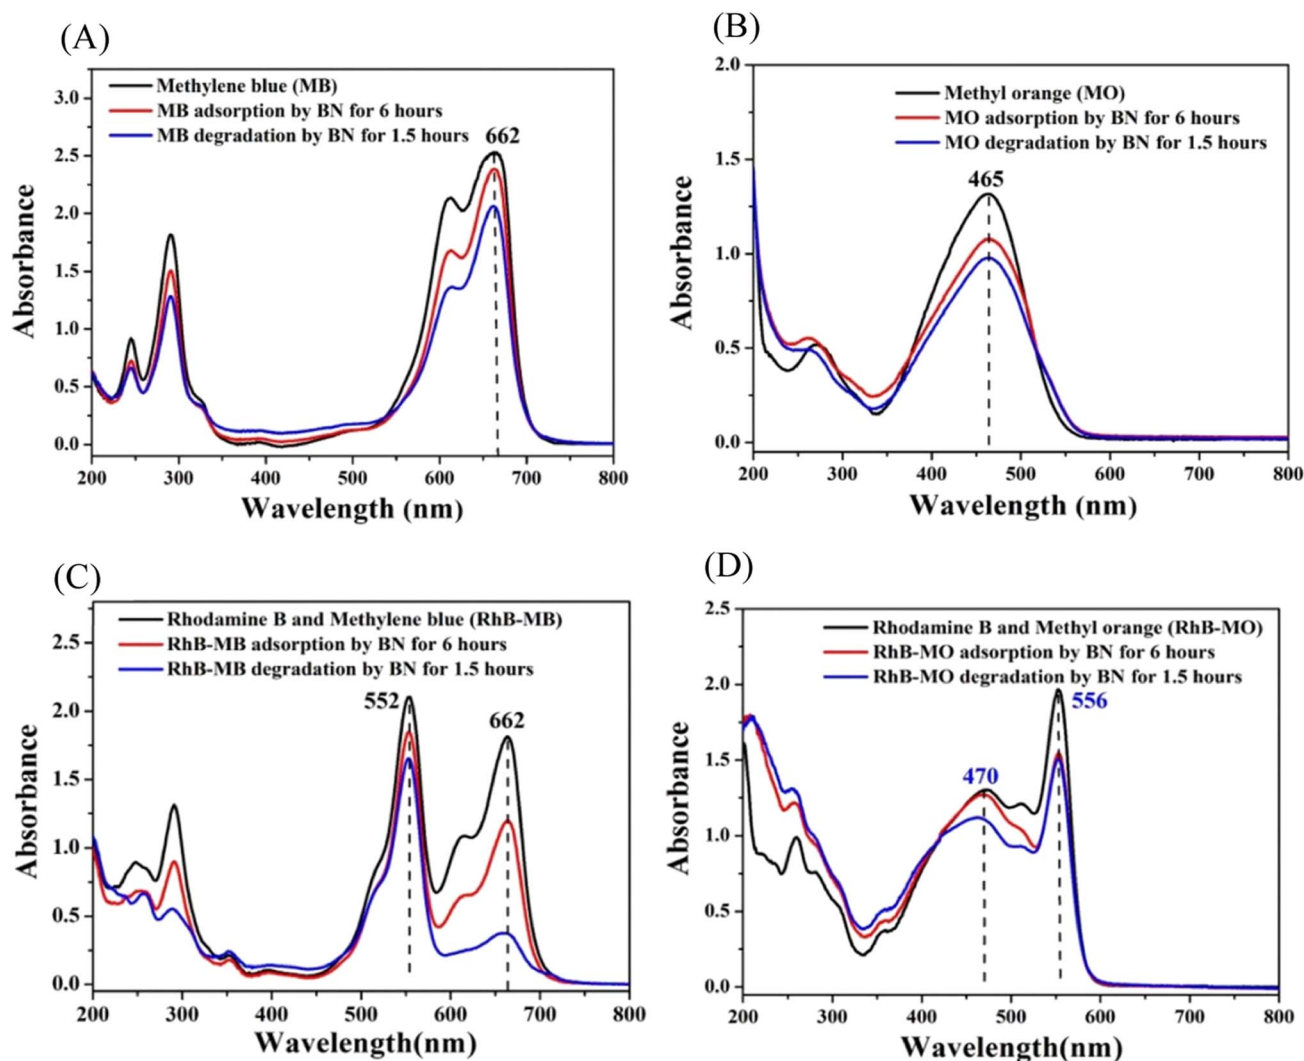 (A)
Methylene blue (MB)
MB adsorption by BN for 6 hours
MB degradation by BN for 1.5 hours
662
3.0
2.5
2.0
1.5
1.0
0.5
0.0
Absorbance
200 300 400 500 600 700 800
Wavelength (nm)
(B)
Methyl orange (MO)
MO adsorption by BN for 6 hours
MO degradation by BN for 1.5 hours
465
2.0
1.5
1.0
0.5
0.0
Absorbance
200 300 400 500 600 700 800
Wavelength (nm)
(C)
Rhodamine B and Methylene blue (RhB-MB)
RhB-MB adsorption by BN for 6 hours
RhB-MB degradation by BN for 1.5 hours
552
662
2.5
2.0
1.5
1.0
0.5
0.0
Absorbance
200 300 400 500 600 700 800
Wavelength(nm)
(D)
Rhodamine B and Methyl orange (RhB-MO)
RhB-MO adsorption by BN for 6 hours
RhB-MO degradation by BN for 1.5 hours
556
470
2.5
2.0
1.5
1.0
0.5
0.0
Absorbance
200 300 400 500 600 700 800
Wavelength(nm)